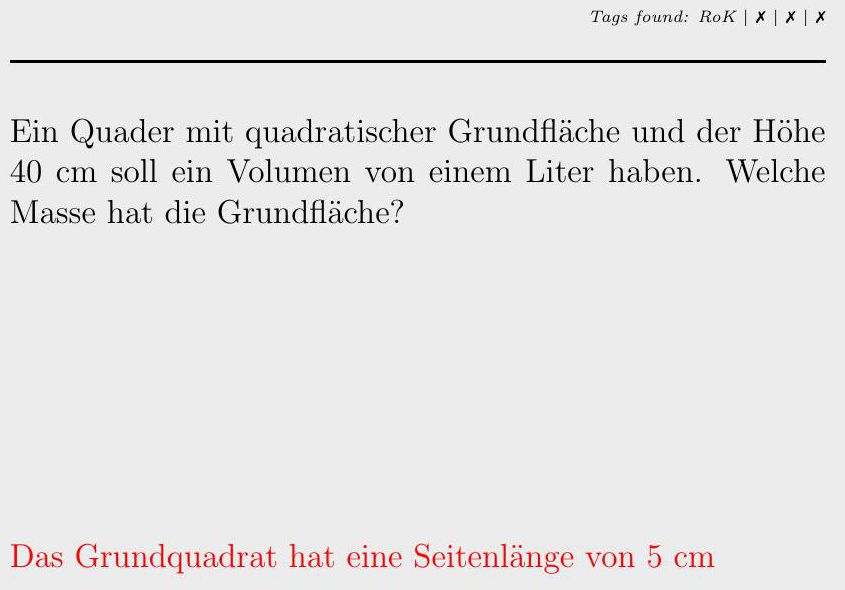 Tags found: RoK | ✗ | ✗ | ✗
Ein Quader mit quadratischer Grundfläche und der Höhe
40 cm soll ein Volumen von einem Liter haben. Welche
Masse hat die Grundfläche?
Das Grundquadrat hat eine Seitenlänge von 5 cm